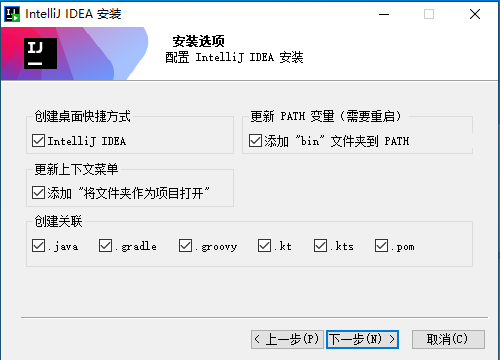 IntelliJ IDEA 安装
IJ
安装选项
配置 IntelliJ IDEA 安装
创建桌面快捷方式
IntelliJ IDEA
更新 PATH 变量（需要重启）
添加 "bin" 文件夹到 PATH
更新上下文菜单
添加 "将文件夹作为项目打开"
创建关联
.java .gradle .groovy .kt .kts .pom
< 上一步(P) 下一步(N) > 取消(C)